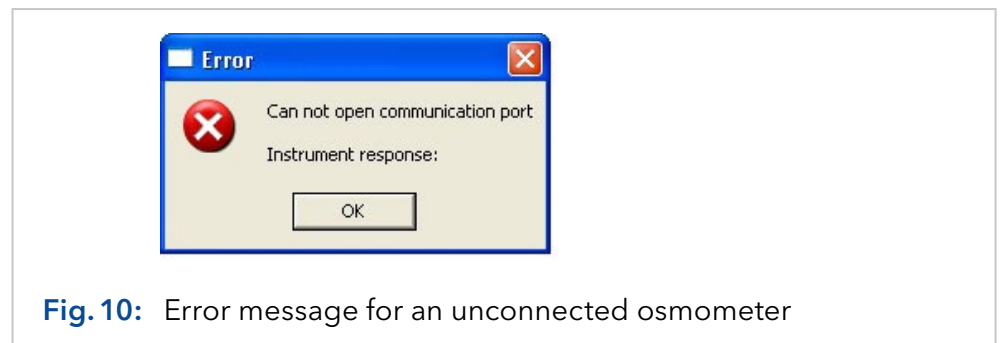 Error
Can not open communication port
Instrument response:
OK
Fig. 10: Error message for an unconnected osmometer